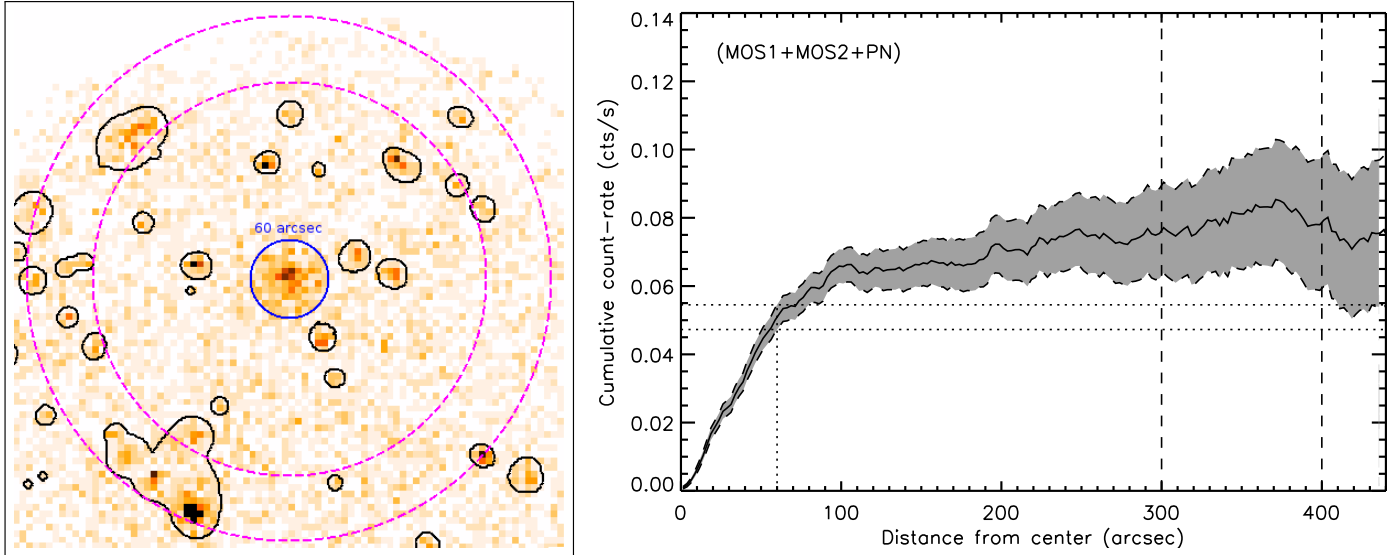 60 arcsec
(MOS1+MOS2+PN)
Cumulative count-rate (cts/s)
0.14
0.12
0.10
0.08
0.06
0.04
0.02
0.00
0 100 200 300 400
Distance from center (arcsec)